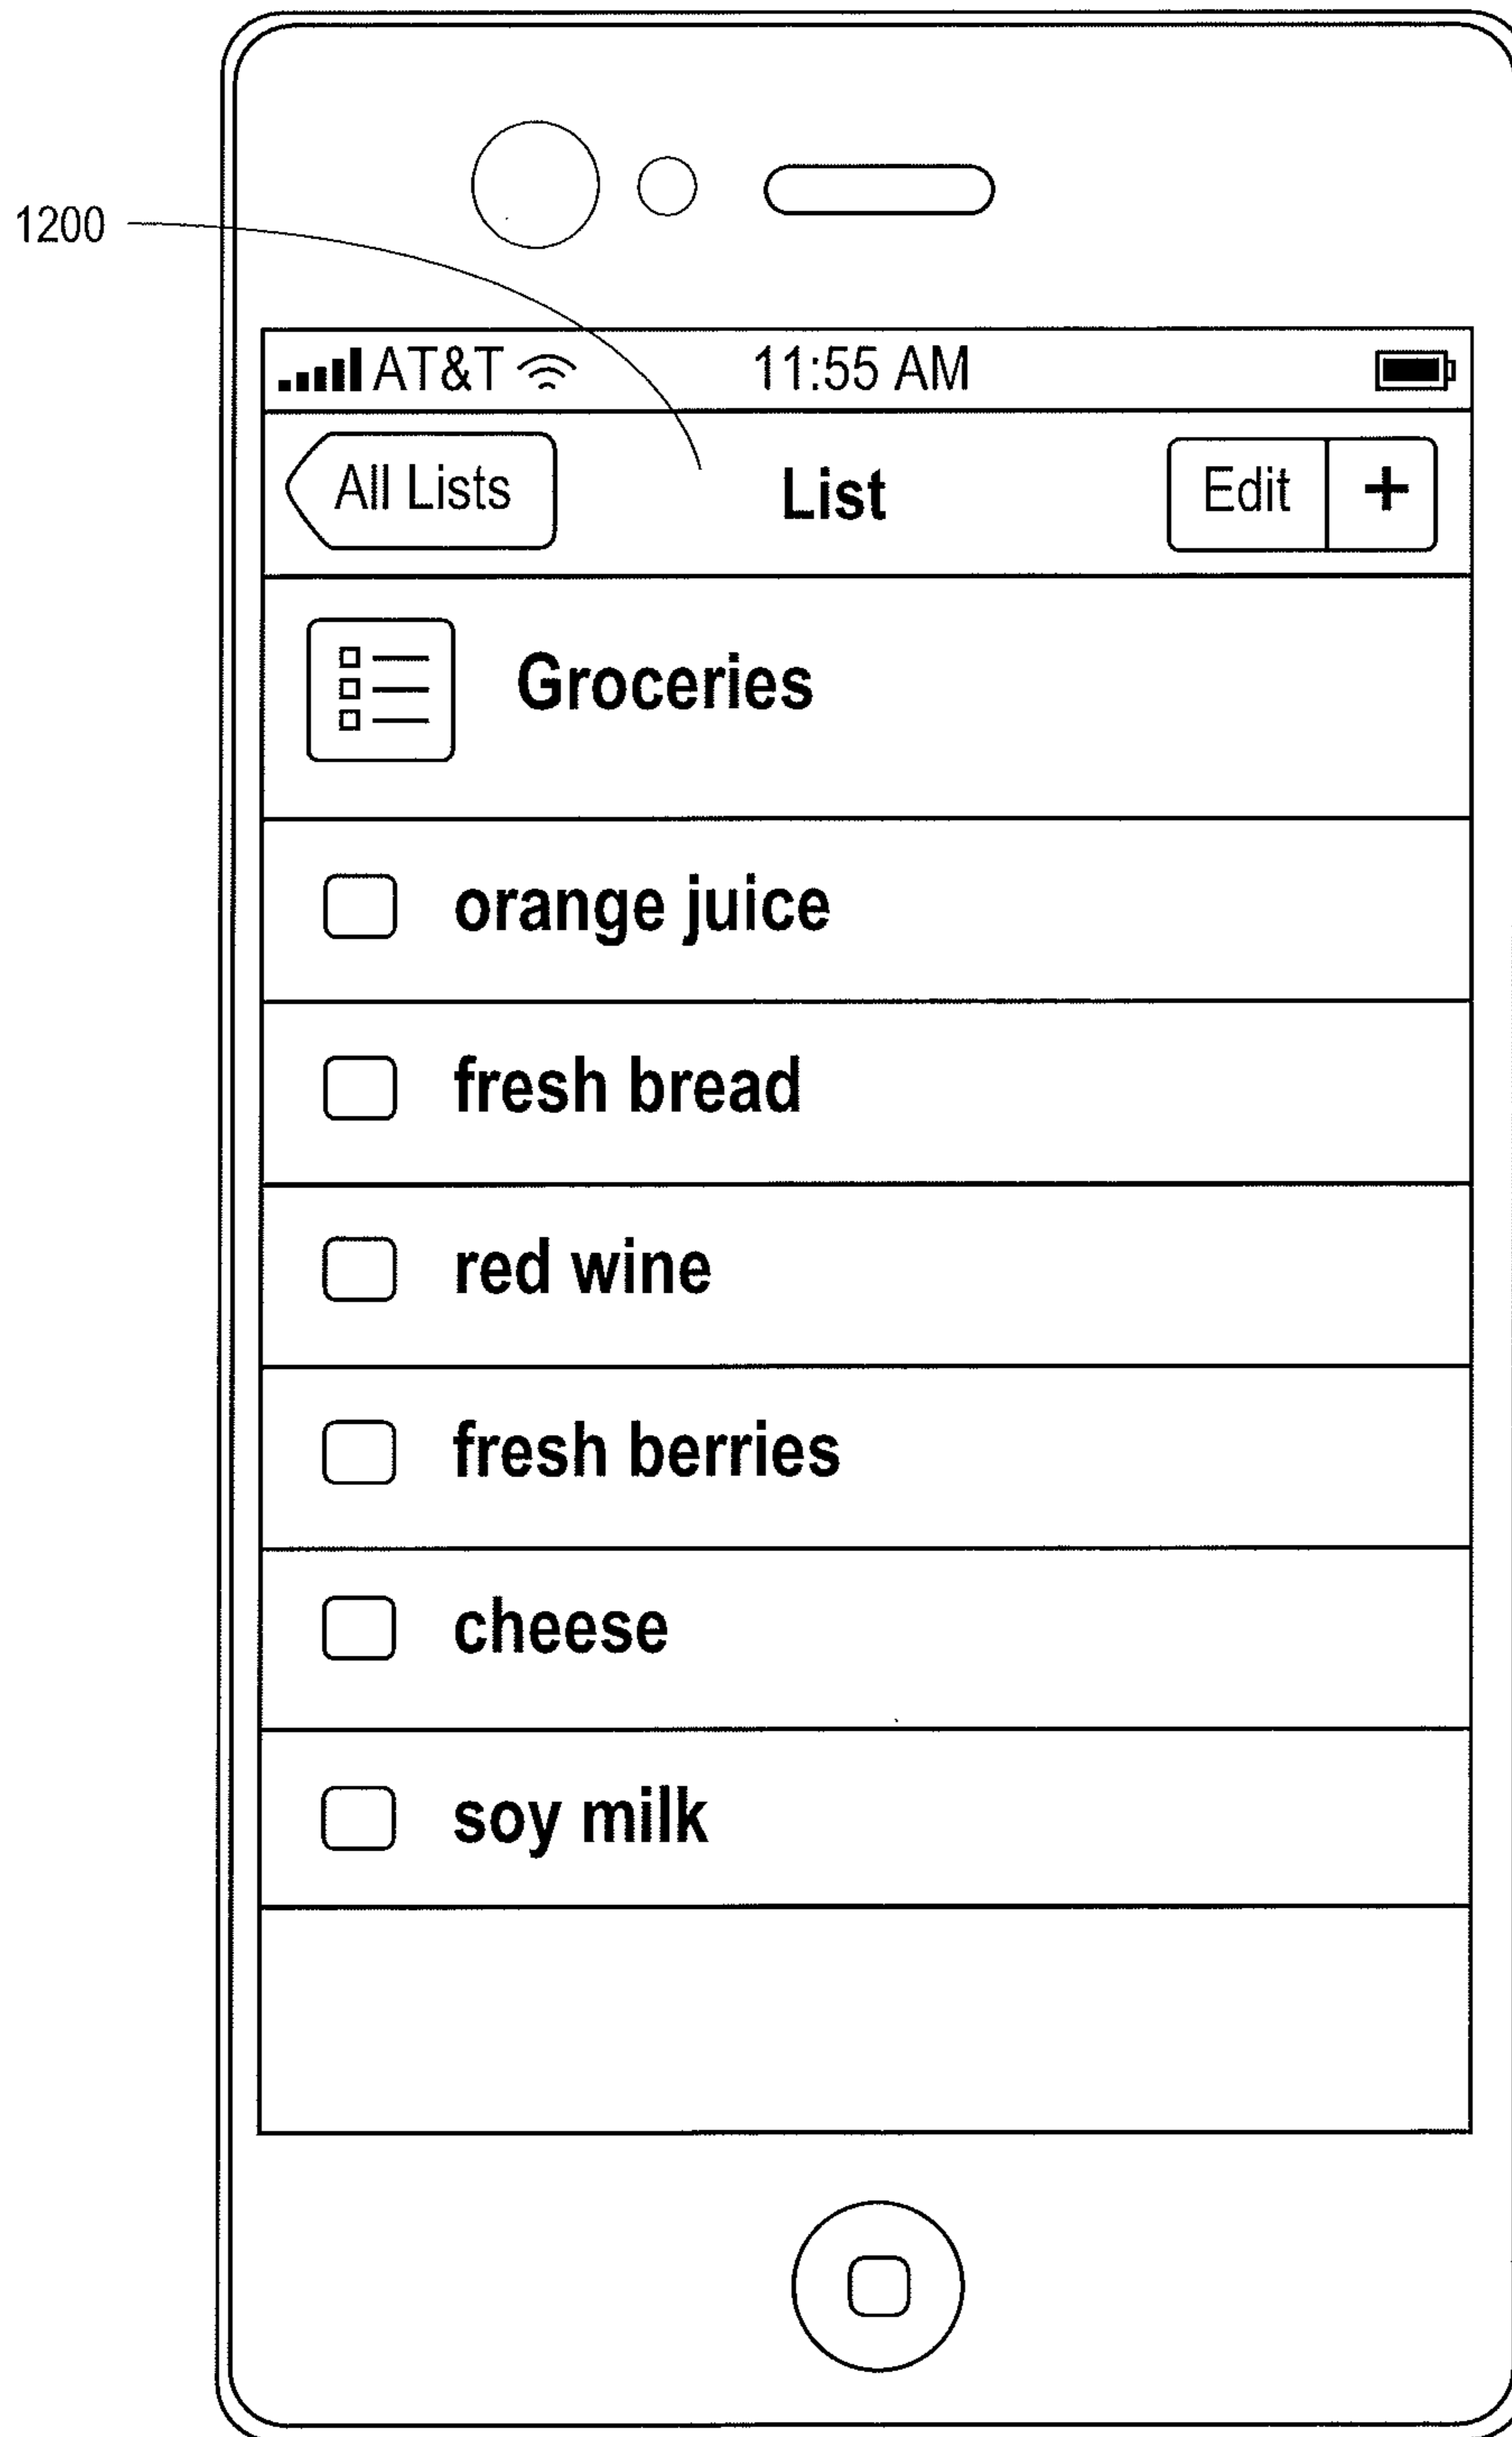 1200
AT&T 11:55 AM
All Lists List Edit +
Groceries
orange juice
fresh bread
red wine
fresh berries
cheese
soy milk